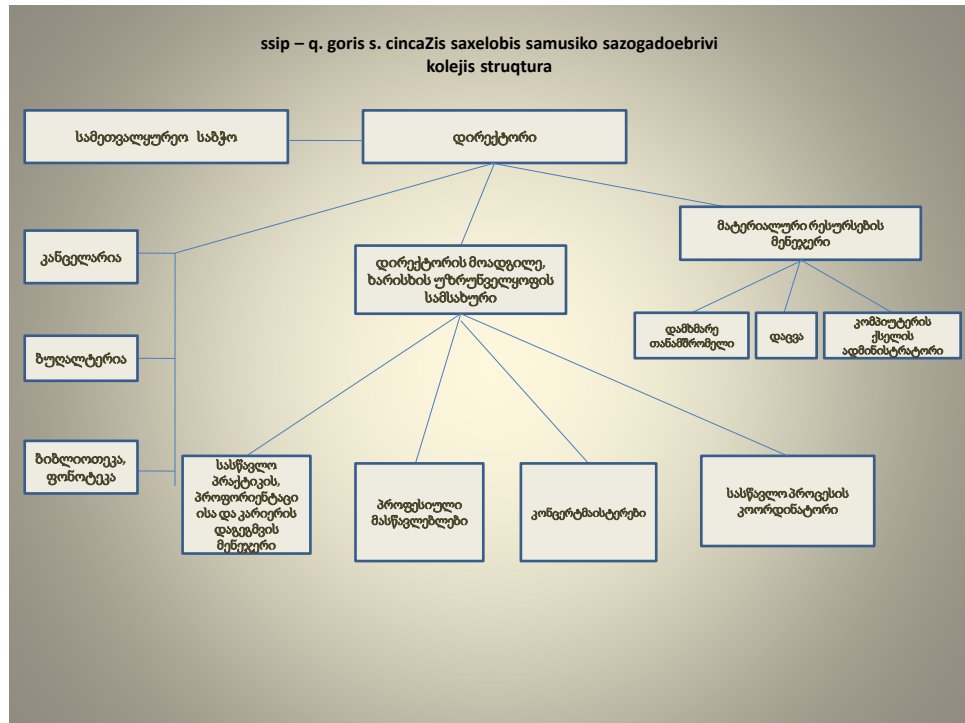 ssip – q. goris s. cincaZis saxelobis samusiko sazogadoebrivi
kolejis struqtura
სამეთვალყურეო საბჭო
დირექტორი
მატერიალური რესურსების
მენეჯერი
კანცელარია
დირექტორის მოადგილე,
ხარისხის უზრუნველყოფის
სამსახური
დამხმარე
თანამშრომელი
დაცვა
კომპიუტერის
ქსელის
ადმინისტრატორი
ბუღალტერია
ბიბლიოთეკა,
ფონოტეკა
სასწავლო
პრაქტიკის,
პროფორიენტაცი
ისა და კარიერის
დაგეგმვის
მენეჯერი
პროფესიული
მასწავლებლები
კონცერტმაისტერები
სასწავლო პროცესის
კოორდინატორი